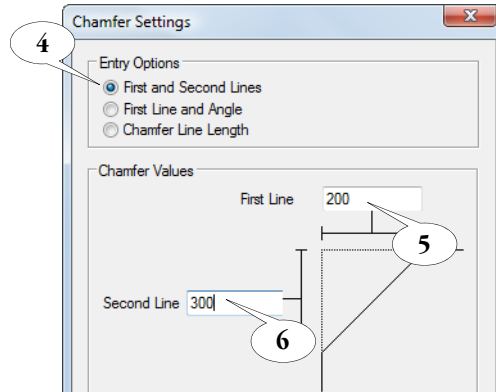 Chamfer Settings
4
Entry Options
First and Second Lines
First Line and Angle
Chamfer Line Length
Chamfer Values
First Line 200
5
Second Line 300
6